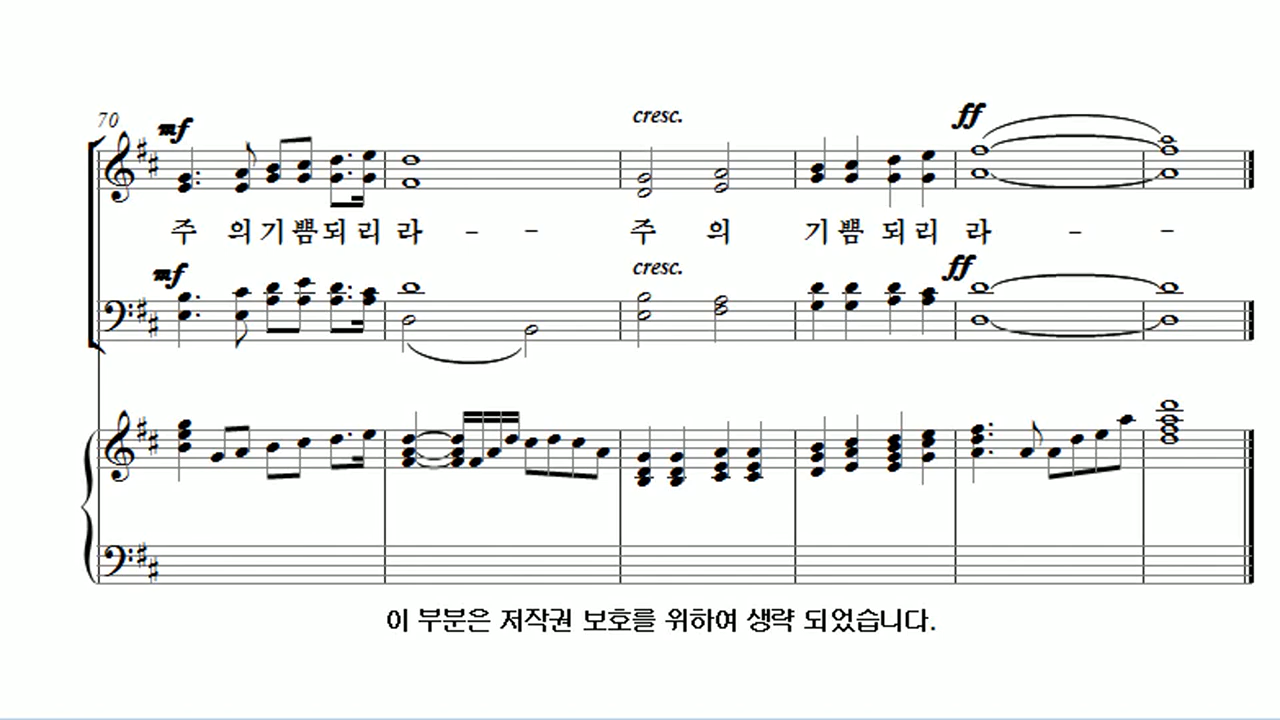 70
mf
cresc.
ff
주 의 기 쁨 되 리 라 - - 주 의 기 쁨 되 리 라 - -
mf
cresc.
ff
이 부분은 저작권 보호를 위하여 생략 되었습니다.